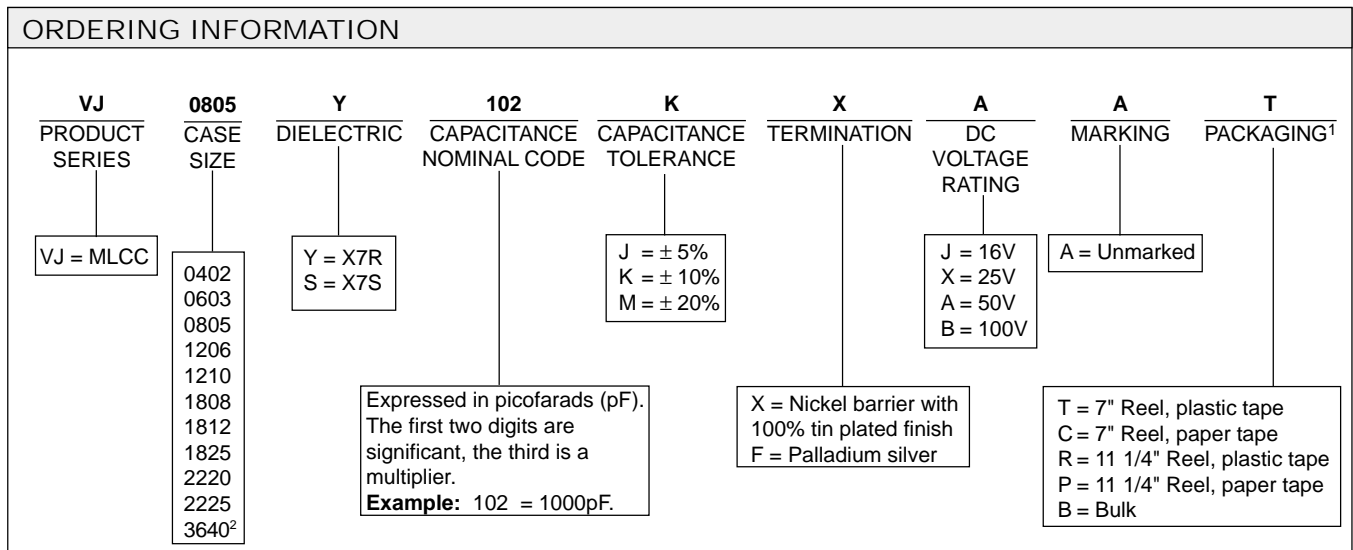 ORDERING INFORMATION
VJ
PRODUCT
SERIES
VJ = MLCC
0805
CASE
SIZE
0402
0603
0805
1206
1210
1808
1812
1825
2220
2225
3640²
Y
DIELECTRIC
Y = X7R
S = X7S
102
CAPACITANCE
NOMINAL CODE
Expressed in picofarads (pF).
The first two digits are
significant, the third is a
multiplier.
Example: 102 = 1000pF.
K
CAPACITANCE
TOLERANCE
J = ± 5%
K = ± 10%
M = ± 20%
X
TERMINATION
X = Nickel barrier with
100% tin plated finish
F = Palladium silver
A
DC
VOLTAGE
RATING
J = 16V
X = 25V
A = 50V
B = 100V
A
MARKING
A = Unmarked
T
PACKAGING¹
T = 7" Reel, plastic tape
C = 7" Reel, paper tape
R = 11 1/4" Reel, plastic tape
P = 11 1/4" Reel, paper tape
B = Bulk